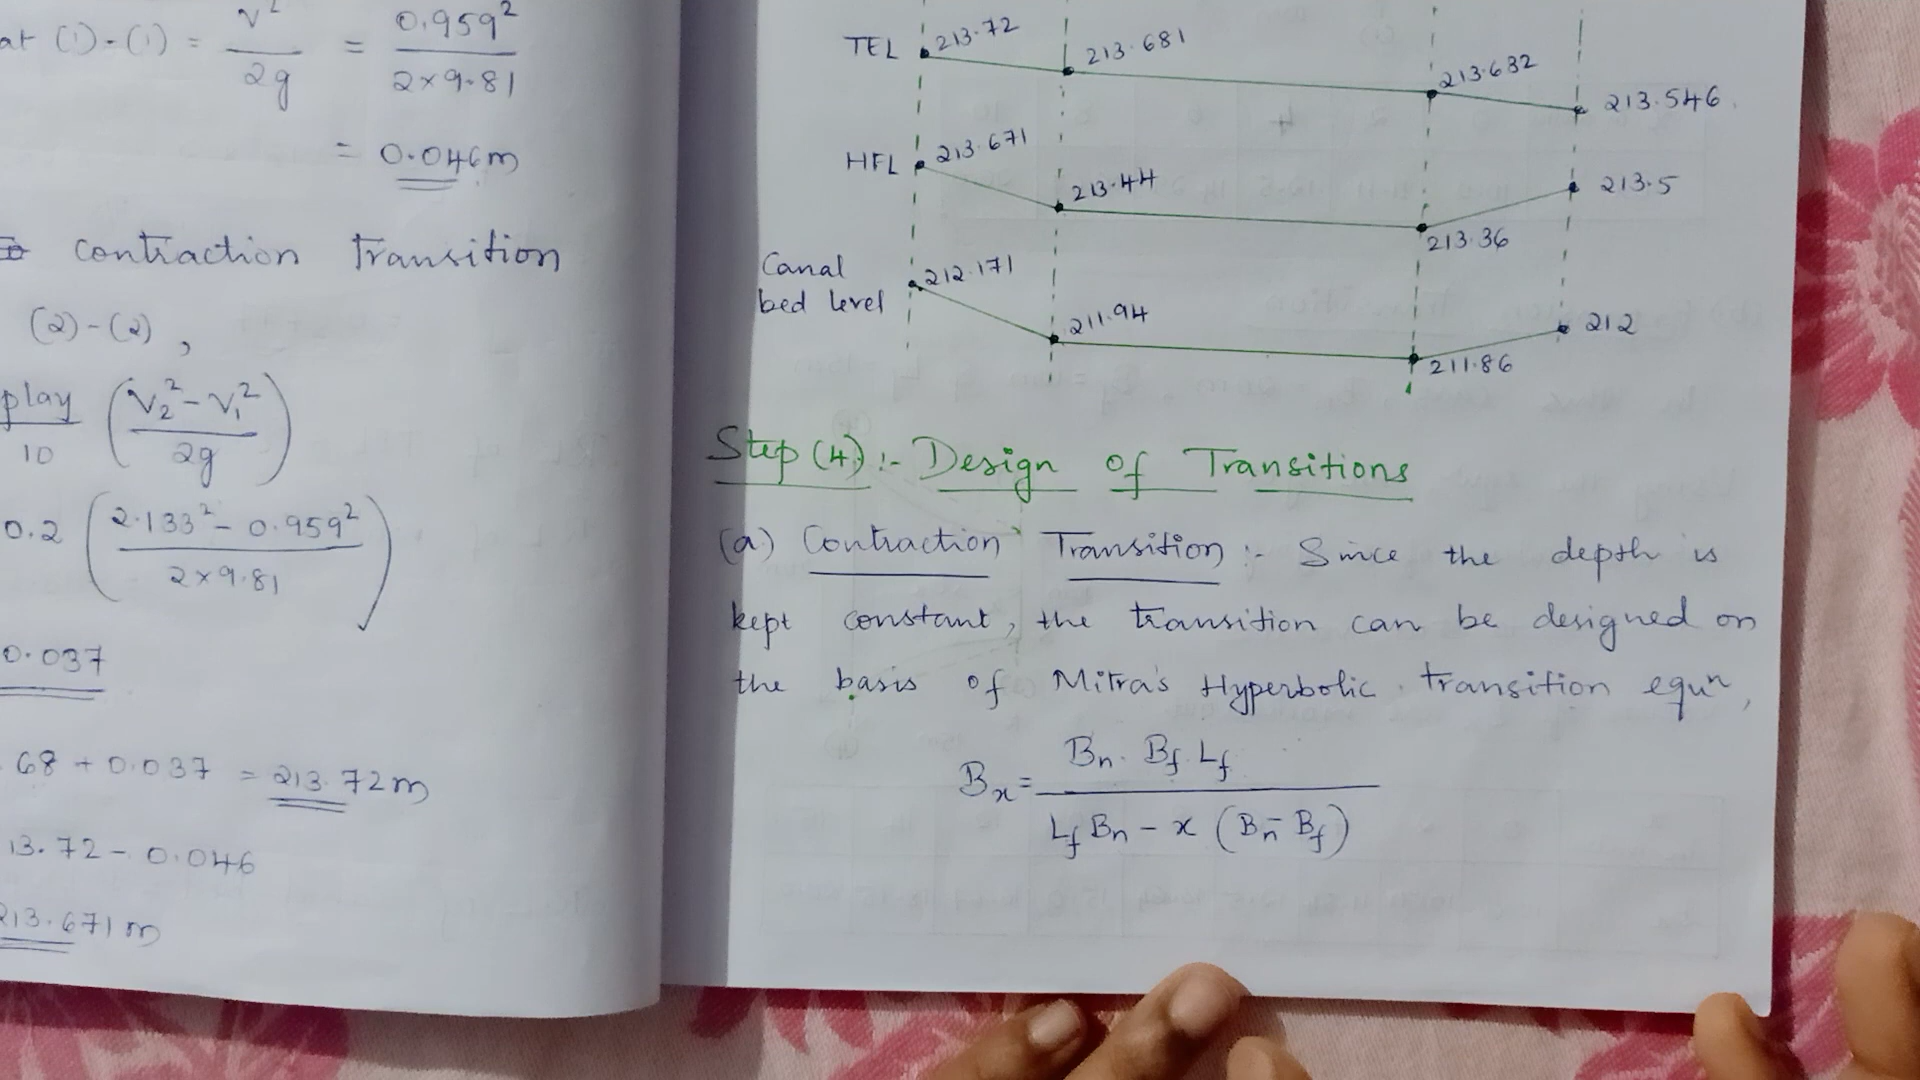 at (1)-(1) = v²/2g = 0.959²/2×9.81
= 0.046m
contraction transition
(2)-(2),
play/10 (V₂²-V₁²/2g)
0.2 (2.133²-0.959²/2×9.81)
0.037
68 + 0.037 = 213.72m
13.72 - 0.046
213.671m
TEL 213.72 213.681 213.632 213.546
HFL 213.671 213.44 213.36 213.5
Canal
bed level 212.171 211.94 211.86 212
Step (4) :- Design of Transitions
(a) Contraction Transition :- Since the depth is
kept constant, the transition can be designed on
the basis of Mitra's Hyperbolic transition equn,
Bx = Bn. Bf. Lf / Lf Bn - x (Bn - Bf)